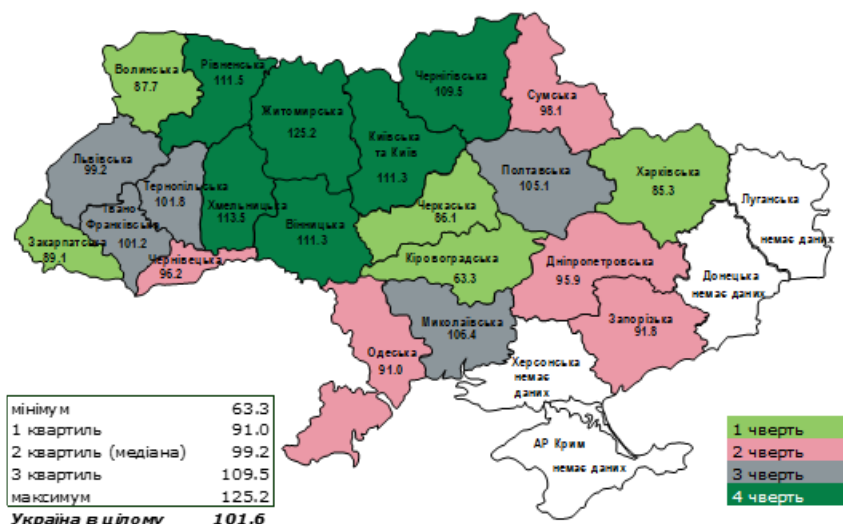 Волинська
87.7
Рівненська
111.5
Житомирська
125.2
Київська
та Київ
111.3
Чернігівська
109.5
Сумська
98.1
Львівська
99.2
Тернопільська
101.8
Хмельницька
113.5
Вінницька
111.3
Черкаська
86.1
Полтавська
105.1
Харківська
85.3
Луганська
немає даних
Івано-
Франківська
101.2
Закарпатська
89.1
Чернівецька
96.2
Кіровоградська
63.3
Дніпропетровська
95.9
Донецька
немає даних
Запорізька
91.8
Миколаївська
106.4
Одеська
91.0
Херсонська
немає
даних
АР Крим
немає даних
мінімум 63.3
1 квартиль 91.0
2 квартиль (медіана) 99.2
3 квартиль 109.5
максимум 125.2
Україна в цілому 101.6
1 чверть
2 чверть
3 чверть
4 чверть